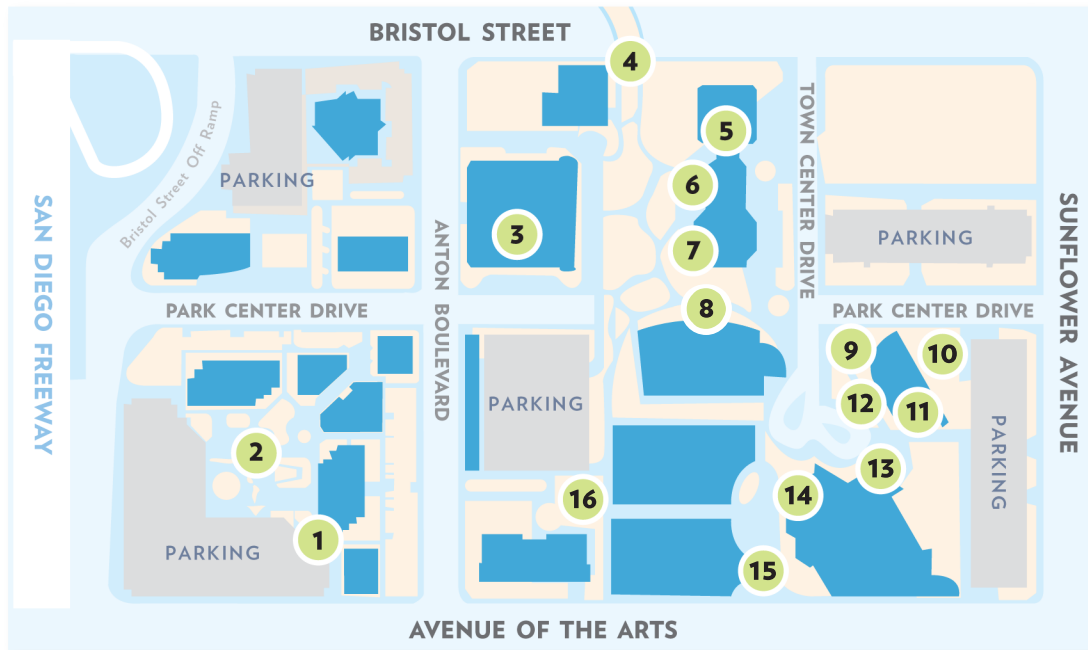 BRISTOL STREET
4
Bristol Street Off Ramp
TOWN CENTER DRIVE
5
PARKING
6
SAN DIEGO FREEWAY
SUNFLOWER AVENUE
ANTON BOULEVARD
3
7
PARKING
PARK CENTER DRIVE
8
PARK CENTER DRIVE
9
10
PARKING
12
11
PARKING
2
13
14
16
1
PARKING
15
AVENUE OF THE ARTS